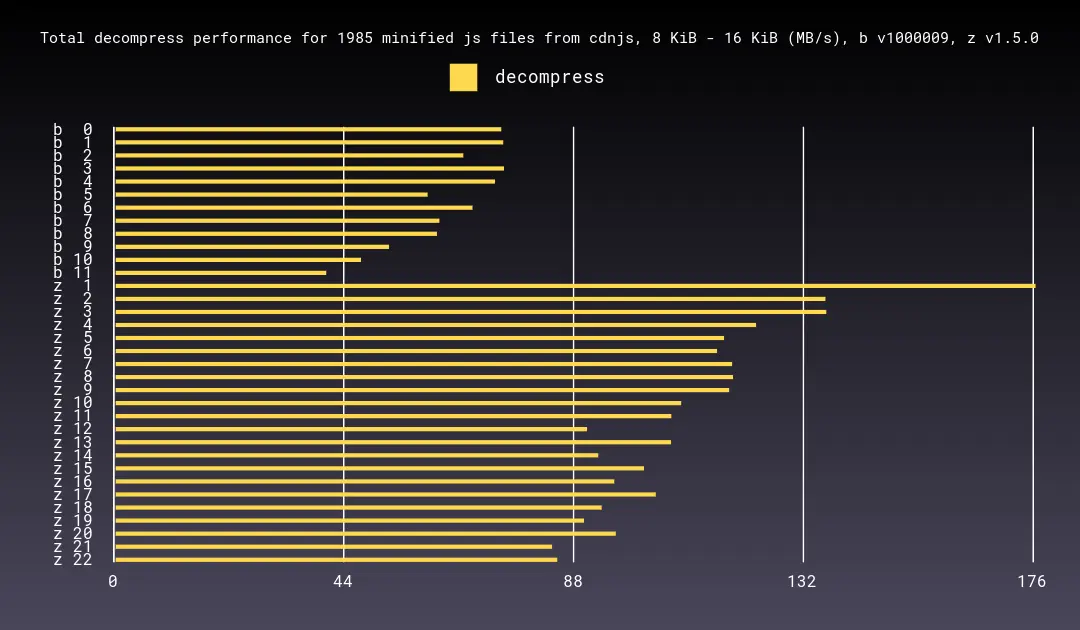 Total decompress performance for 1985 minified js files from cdnjs, 8 KiB - 16 KiB (MB/s), b v1000009, z v1.5.0
decompress
b  0
b  1
b  2
b  3
b  4
b  5
b  6
b  7
b  8
b  9
b 10
b 11
z  1
z  2
z  3
z  4
z  5
z  6
z  7
z  8
z  9
z 10
z 11
z 12
z 13
z 14
z 15
z 16
z 17
z 18
z 19
z 20
z 21
z 22
0 44 88 132 176